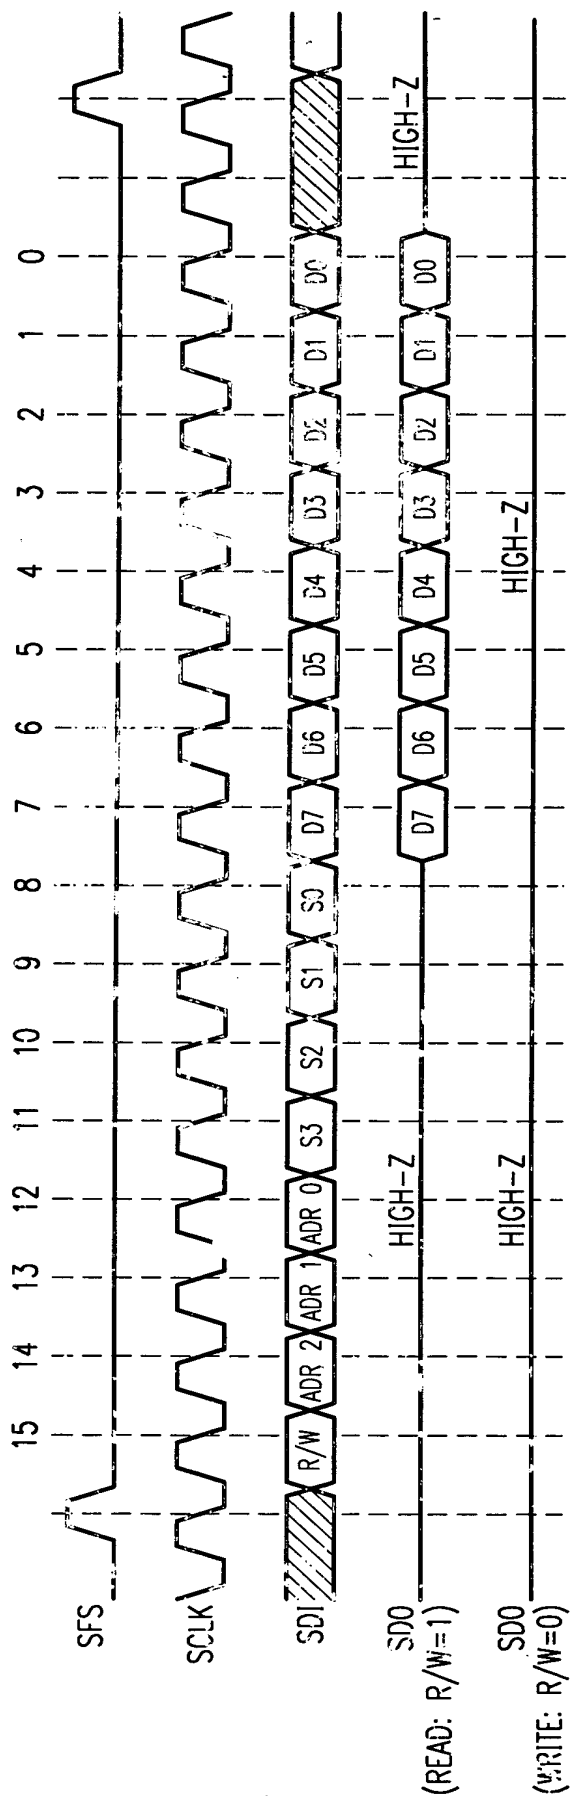 15 14 13 12 11 10 9 8 7 6 5 4 3 2 1 0
SFS
SCLK
SDI R/W ADR 2 ADR 1 ADR 0 S3 S2 S1 S0 D7 D6 D5 D4 D3 D2 D1 D0
HIGH-Z HIGH-Z
SDO D7 D6 D5 D4 D3 D2 D1 D0
(READ: R/W=1)
HIGH-Z HIGH-Z
SDO
(WRITE: R/W=0)